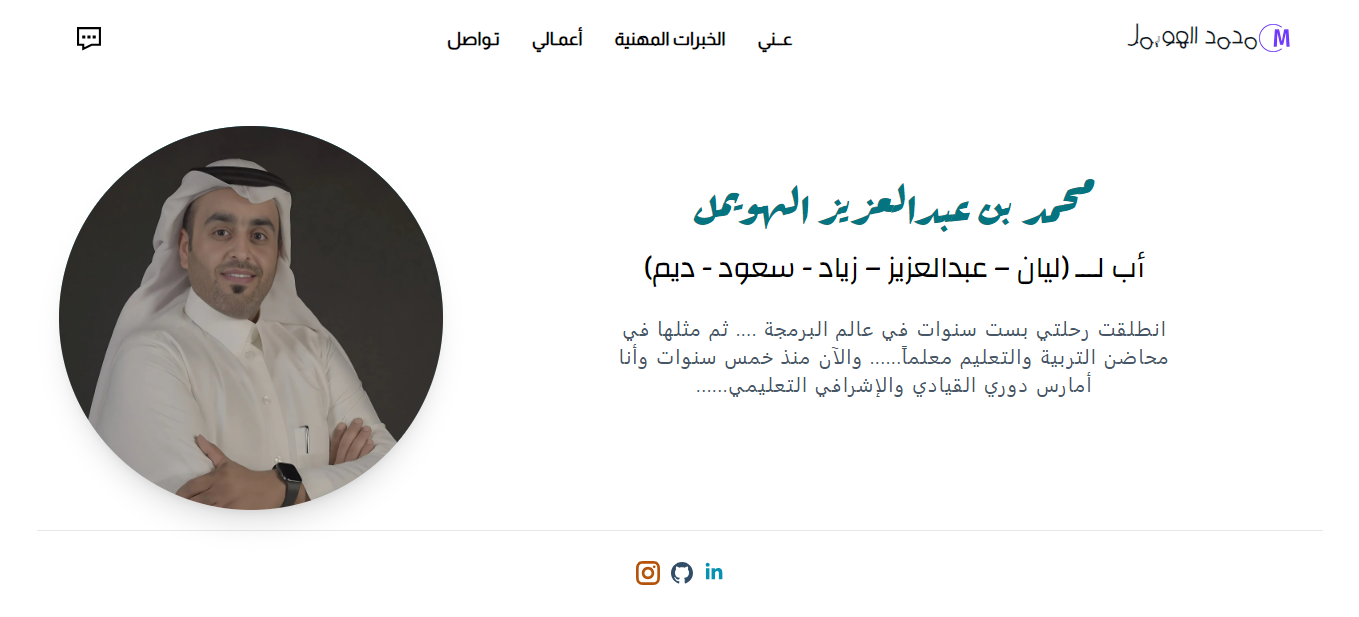 M محمد الهويمل
عـني
الخبرات المهنية
أعمـالي
تـواصل
محمد بن عبدالعزيز الهويمل
أب لـــ (ليان – عبدالعزيز – زياد - سعود - ديم)
انطلقت رحلتي بست سنوات في عالم البرمجة .... ثم مثلها في
محاضن التربية والتعليم معلماً...... والآن منذ خمس سنوات وأنا
أمارس دوري القيادي والإشرافي التعليمي......
in